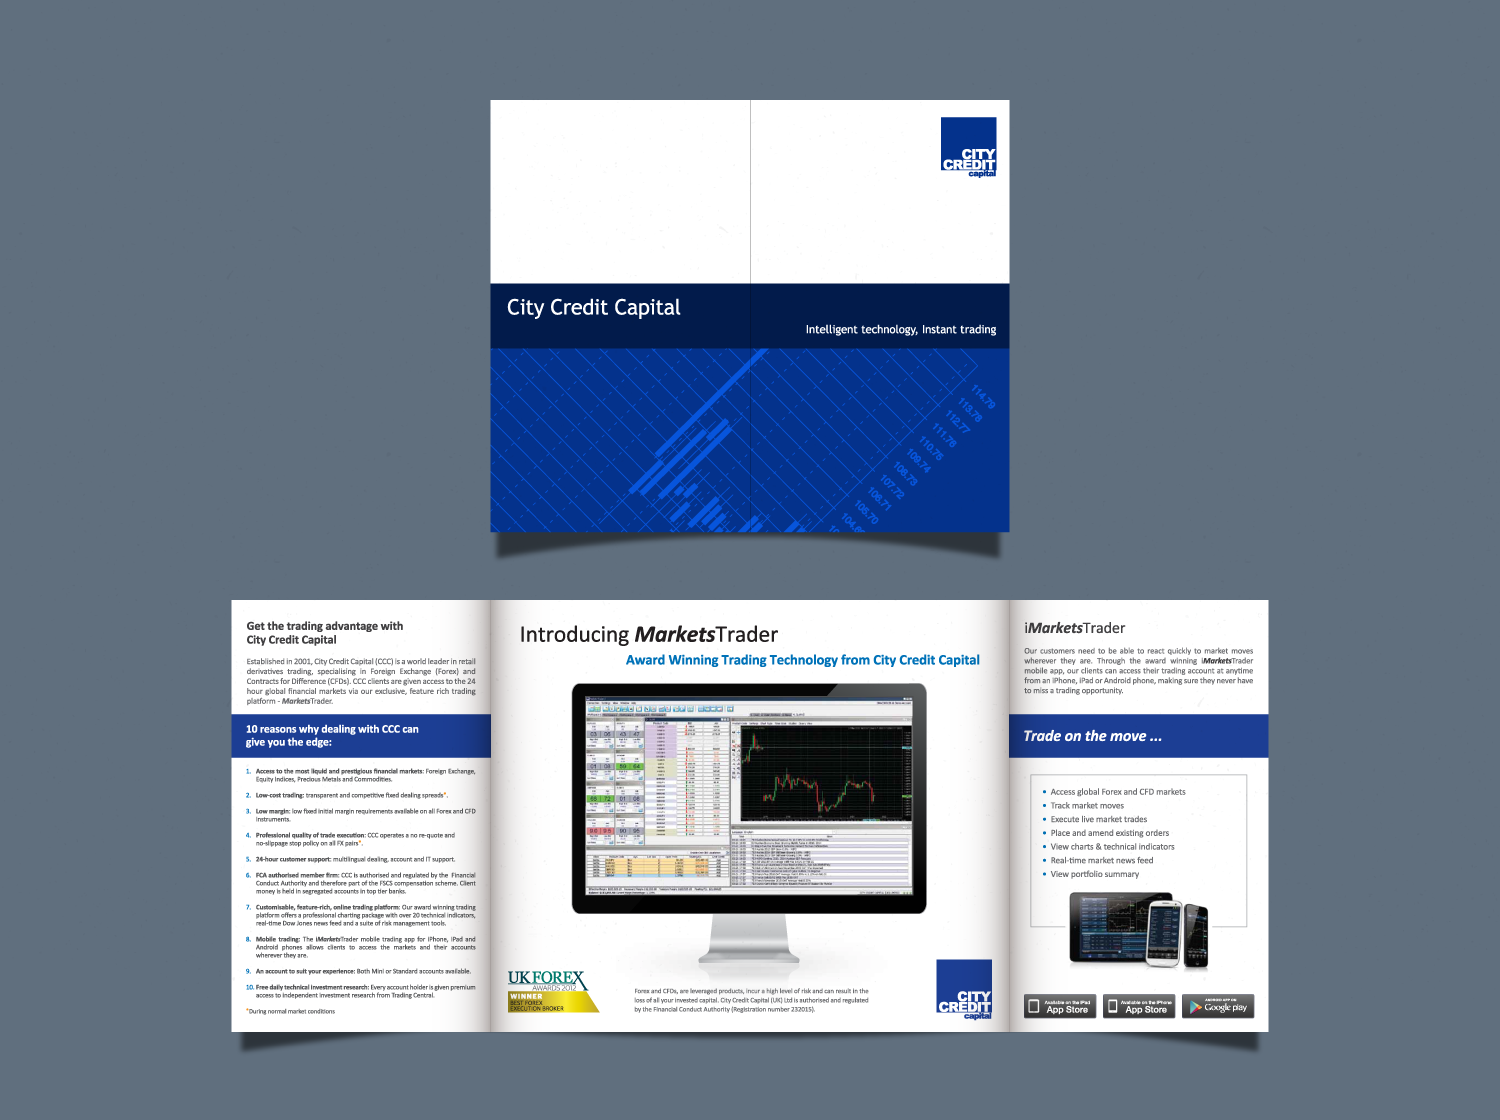 CITY
CREDIT
capital
City Credit Capital
Intelligent technology, Instant trading
114.79
113.78
112.77
111.76
110.75
109.74
108.73
107.72
106.71
105.70
Get the trading advantage with
City Credit Capital
Established in 2001, City Credit Capital (CCC) is a world leader in retail
derivatives trading, specialising in Foreign Exchange (Forex) and
Contracts for Difference (CFDs). CCC clients are given access to the 24
hour global financial markets via our exclusive, feature rich trading
platform - MarketsTrader.
10 reasons why dealing with CCC can
give you the edge:
1. Access to the most liquid and prestigious financial markets: Foreign Exchange,
Equity Indices, Precious Metals and Commodities.
2. Low-cost trading: transparent and competitive fixed dealing spreads*.
3. Low margin: low fixed initial margin requirements available on all Forex and CFD
instruments.
4. Professional quality of trade execution: CCC operates a no re-quote and
no-slippage stop policy on all FX pairs*.
5. 24-hour customer support: multilingual dealing, account and IT support.
6. FCA authorised member firm: CCC is authorised and regulated by the Financial
Conduct Authority and therefore part of the FSCS compensation scheme. Client
money is held in segregated accounts in top tier banks.
7. Customisable, feature-rich, online trading platform: Our award winning trading
platform offers a professional charting package with over 20 technical indicators,
real-time Dow Jones news feed and a suite of risk management tools.
8. Mobile trading: The iMarketsTrader mobile trading app for iPhone, iPad and
Android phones allows clients to access the markets and their accounts
wherever they are.
9. An account to suit your experience: Both Mini or Standard accounts available.
10. Free daily technical investment research: Every account holder is given premium
access to independent investment research from Trading Central.
*During normal market conditions
Introducing MarketsTrader
Award Winning Trading Technology from City Credit Capital
UK FOREX
AWARDS 2012
WINNER
BEST FOREX
EXECUTION BROKER
Forex and CFDs, are leveraged products, incur a high level of risk and can result in the
loss of all your invested capital. City Credit Capital (UK) Ltd is authorised and regulated
by the Financial Conduct Authority (Registration number 232015).
CITY
CREDIT
capital
iMarketsTrader
Our customers need to be able to react quickly to market moves
wherever they are. Through the award winning iMarketsTrader
mobile app, our clients can access their trading account at anytime
from an iPhone, iPad or Android phone, making sure they never have
to miss a trading opportunity.
Trade on the move ...
• Access global Forex and CFD markets
• Track market moves
• Execute live market trades
• Place and amend existing orders
• View charts & technical indicators
• Real-time market news feed
• View portfolio summary
Available on the iPad
App Store
Available on the iPhone
App Store
ANDROID APP ON
Google play